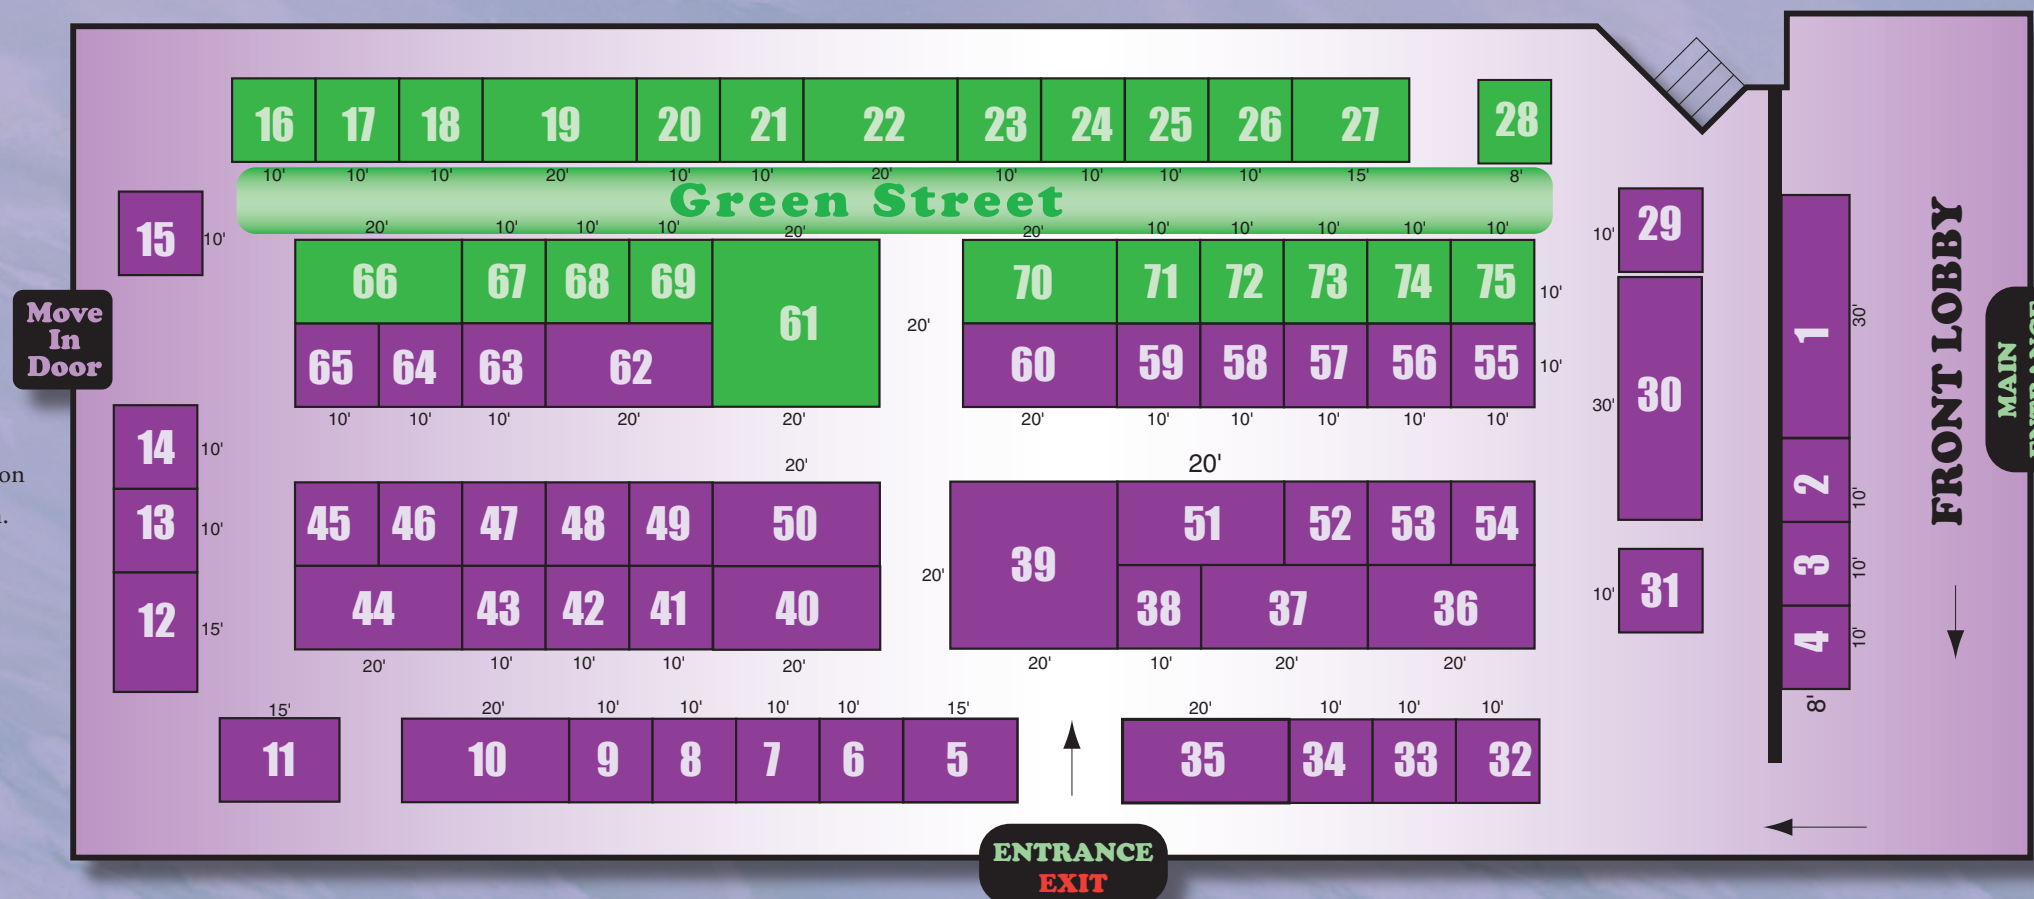 16 17 18 19 20 21 22 23 24 25 26 27 28
10' 10' 10' 20' 10' 10' 20' 10' 10' 10' 10' 15' 8'
Green Street
20' 10' 10' 10' 20' 20' 10' 10' 10' 10' 10'
15 10'
66 67 68 69 61 70 71 72 73 74 75 10'
20'
65 64 63 62 60 59 58 57 56 55 10'
10' 10' 10' 20' 20' 20' 10' 10' 10' 10' 10'
Move
In
Door
14 10'
13 10'
12 15'
on
20' 20'
45 46 47 48 49 50 39 51 52 53 54
20'
44 43 42 41 40 38 37 36
20' 10' 10' 10' 20' 20' 10' 20' 20'
15' 20' 10' 10' 10' 10' 15' 20' 10' 10' 10'
11 10 9 8 7 6 5 35 34 33 32
10' 29
30' 30
10' 31
1 30'
2 10'
3 10'
4 10'
8'
FRONT LOBBY
MAIN
ENTRANCE
EXIT